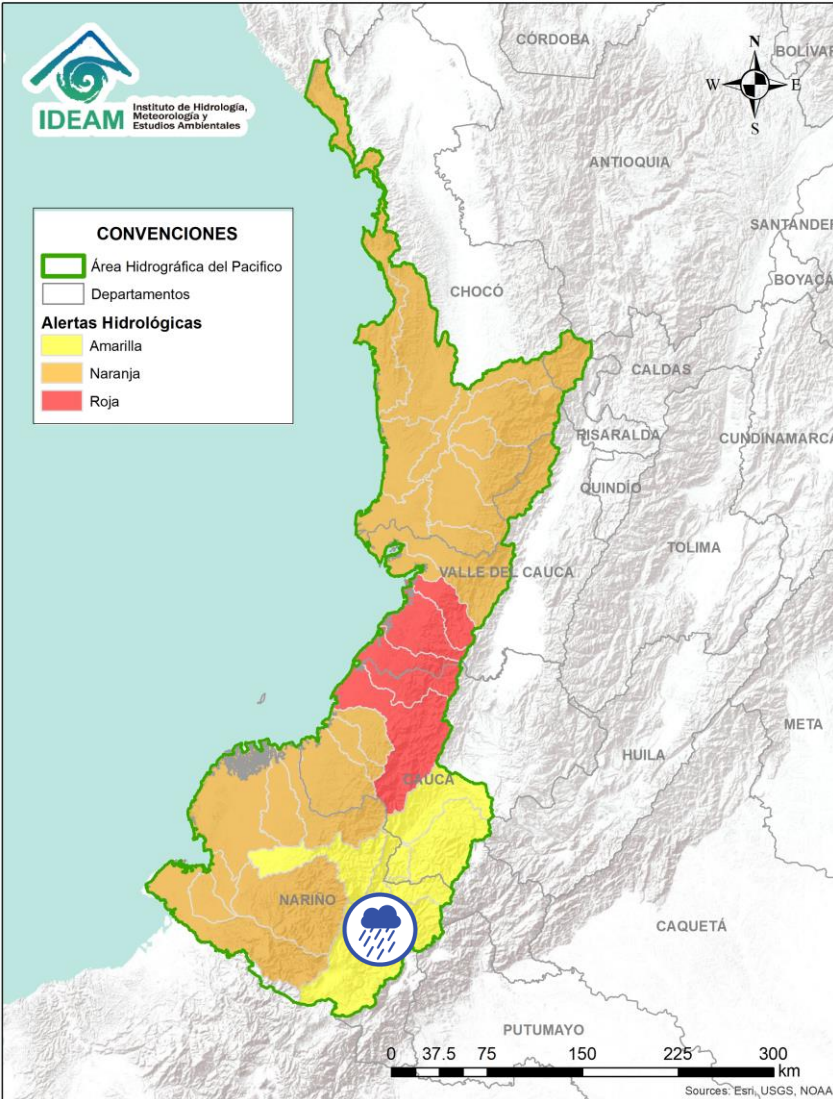 IDEAM
Instituto de Hidrología,
Meteorología y
Estudios Ambientales
CÓRDOBA
BOLÍVAR
N
W
E
S
ANTIOQUIA
SANTANDER
BOYACÁ
CONVENCIONES
Área Hidrográfica del Pacifico
Departamentos
Alertas Hidrológicas
Amarilla
Naranja
Roja
CHOCÓ
CALDAS
RISARALDA
CUNDINAMARCA
QUINDÍO
TOLIMA
VALLE DEL CAUCA
META
HUILA
CAUCA
NARIÑO
CAQUETÁ
PUTUMAYO
0 37.5 75 150 225 300
km
Sources: Esri, USGS, NOAA